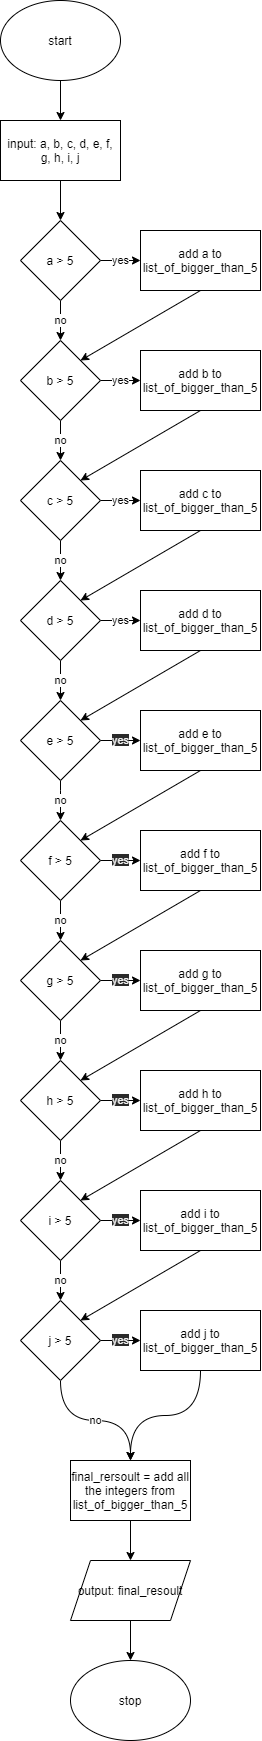 start
input: a, b, c, d, e, f,
g, h, i, j
a > 5
yes
add a to
list_of_bigger_than_5
no
b > 5
yes
add b to
list_of_bigger_than_5
no
c > 5
yes
add c to
list_of_bigger_than_5
no
d > 5
yes
add d to
list_of_bigger_than_5
no
e > 5
yes
add e to
list_of_bigger_than_5
no
f > 5
yes
add f to
list_of_bigger_than_5
no
g > 5
yes
add g to
list_of_bigger_than_5
no
h > 5
yes
add h to
list_of_bigger_than_5
no
i > 5
yes
add i to
list_of_bigger_than_5
no
j > 5
yes
add j to
list_of_bigger_than_5
no
final_rersoult = add all
the integers from
list_of_bigger_than_5
output: final_resoult
stop